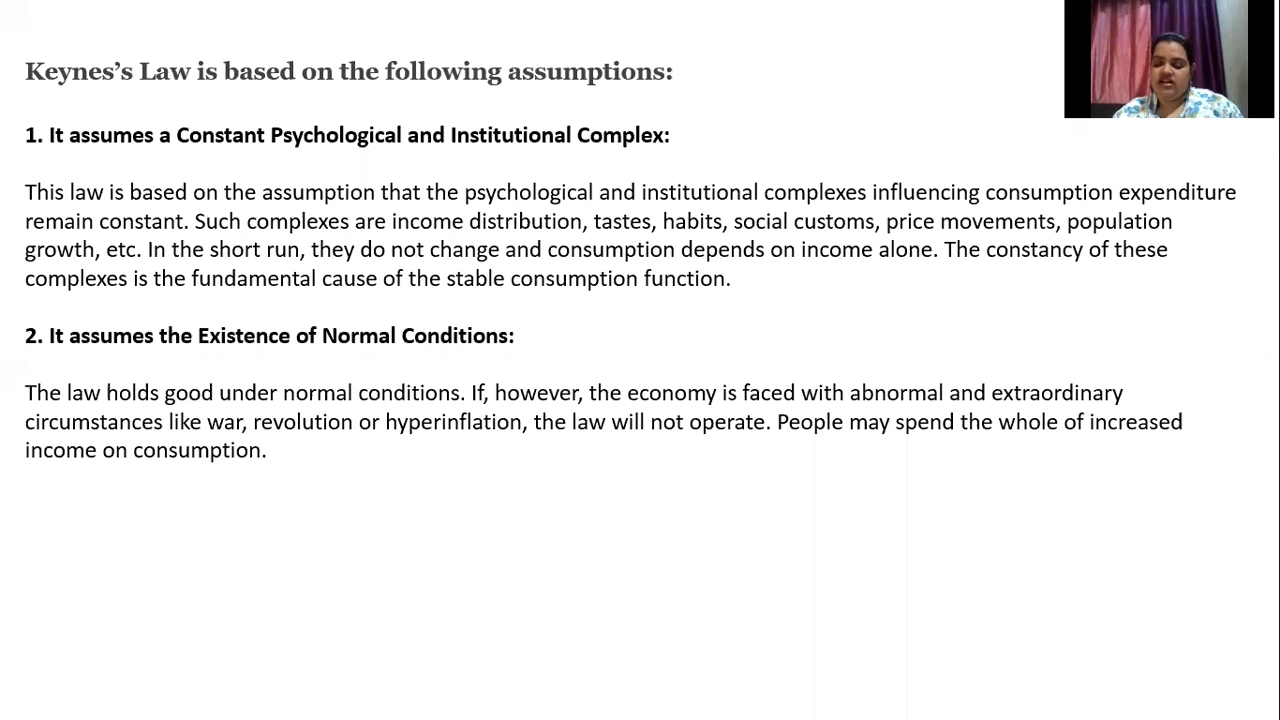 Keynes's Law is based on the following assumptions:
1. It assumes a Constant Psychological and Institutional Complex:
This law is based on the assumption that the psychological and institutional complexes influencing consumption expenditure
remain constant. Such complexes are income distribution, tastes, habits, social customs, price movements, population
growth, etc. In the short run, they do not change and consumption depends on income alone. The constancy of these
complexes is the fundamental cause of the stable consumption function.
2. It assumes the Existence of Normal Conditions:
The law holds good under normal conditions. If, however, the economy is faced with abnormal and extraordinary
circumstances like war, revolution or hyperinflation, the law will not operate. People may spend the whole of increased
income on consumption.